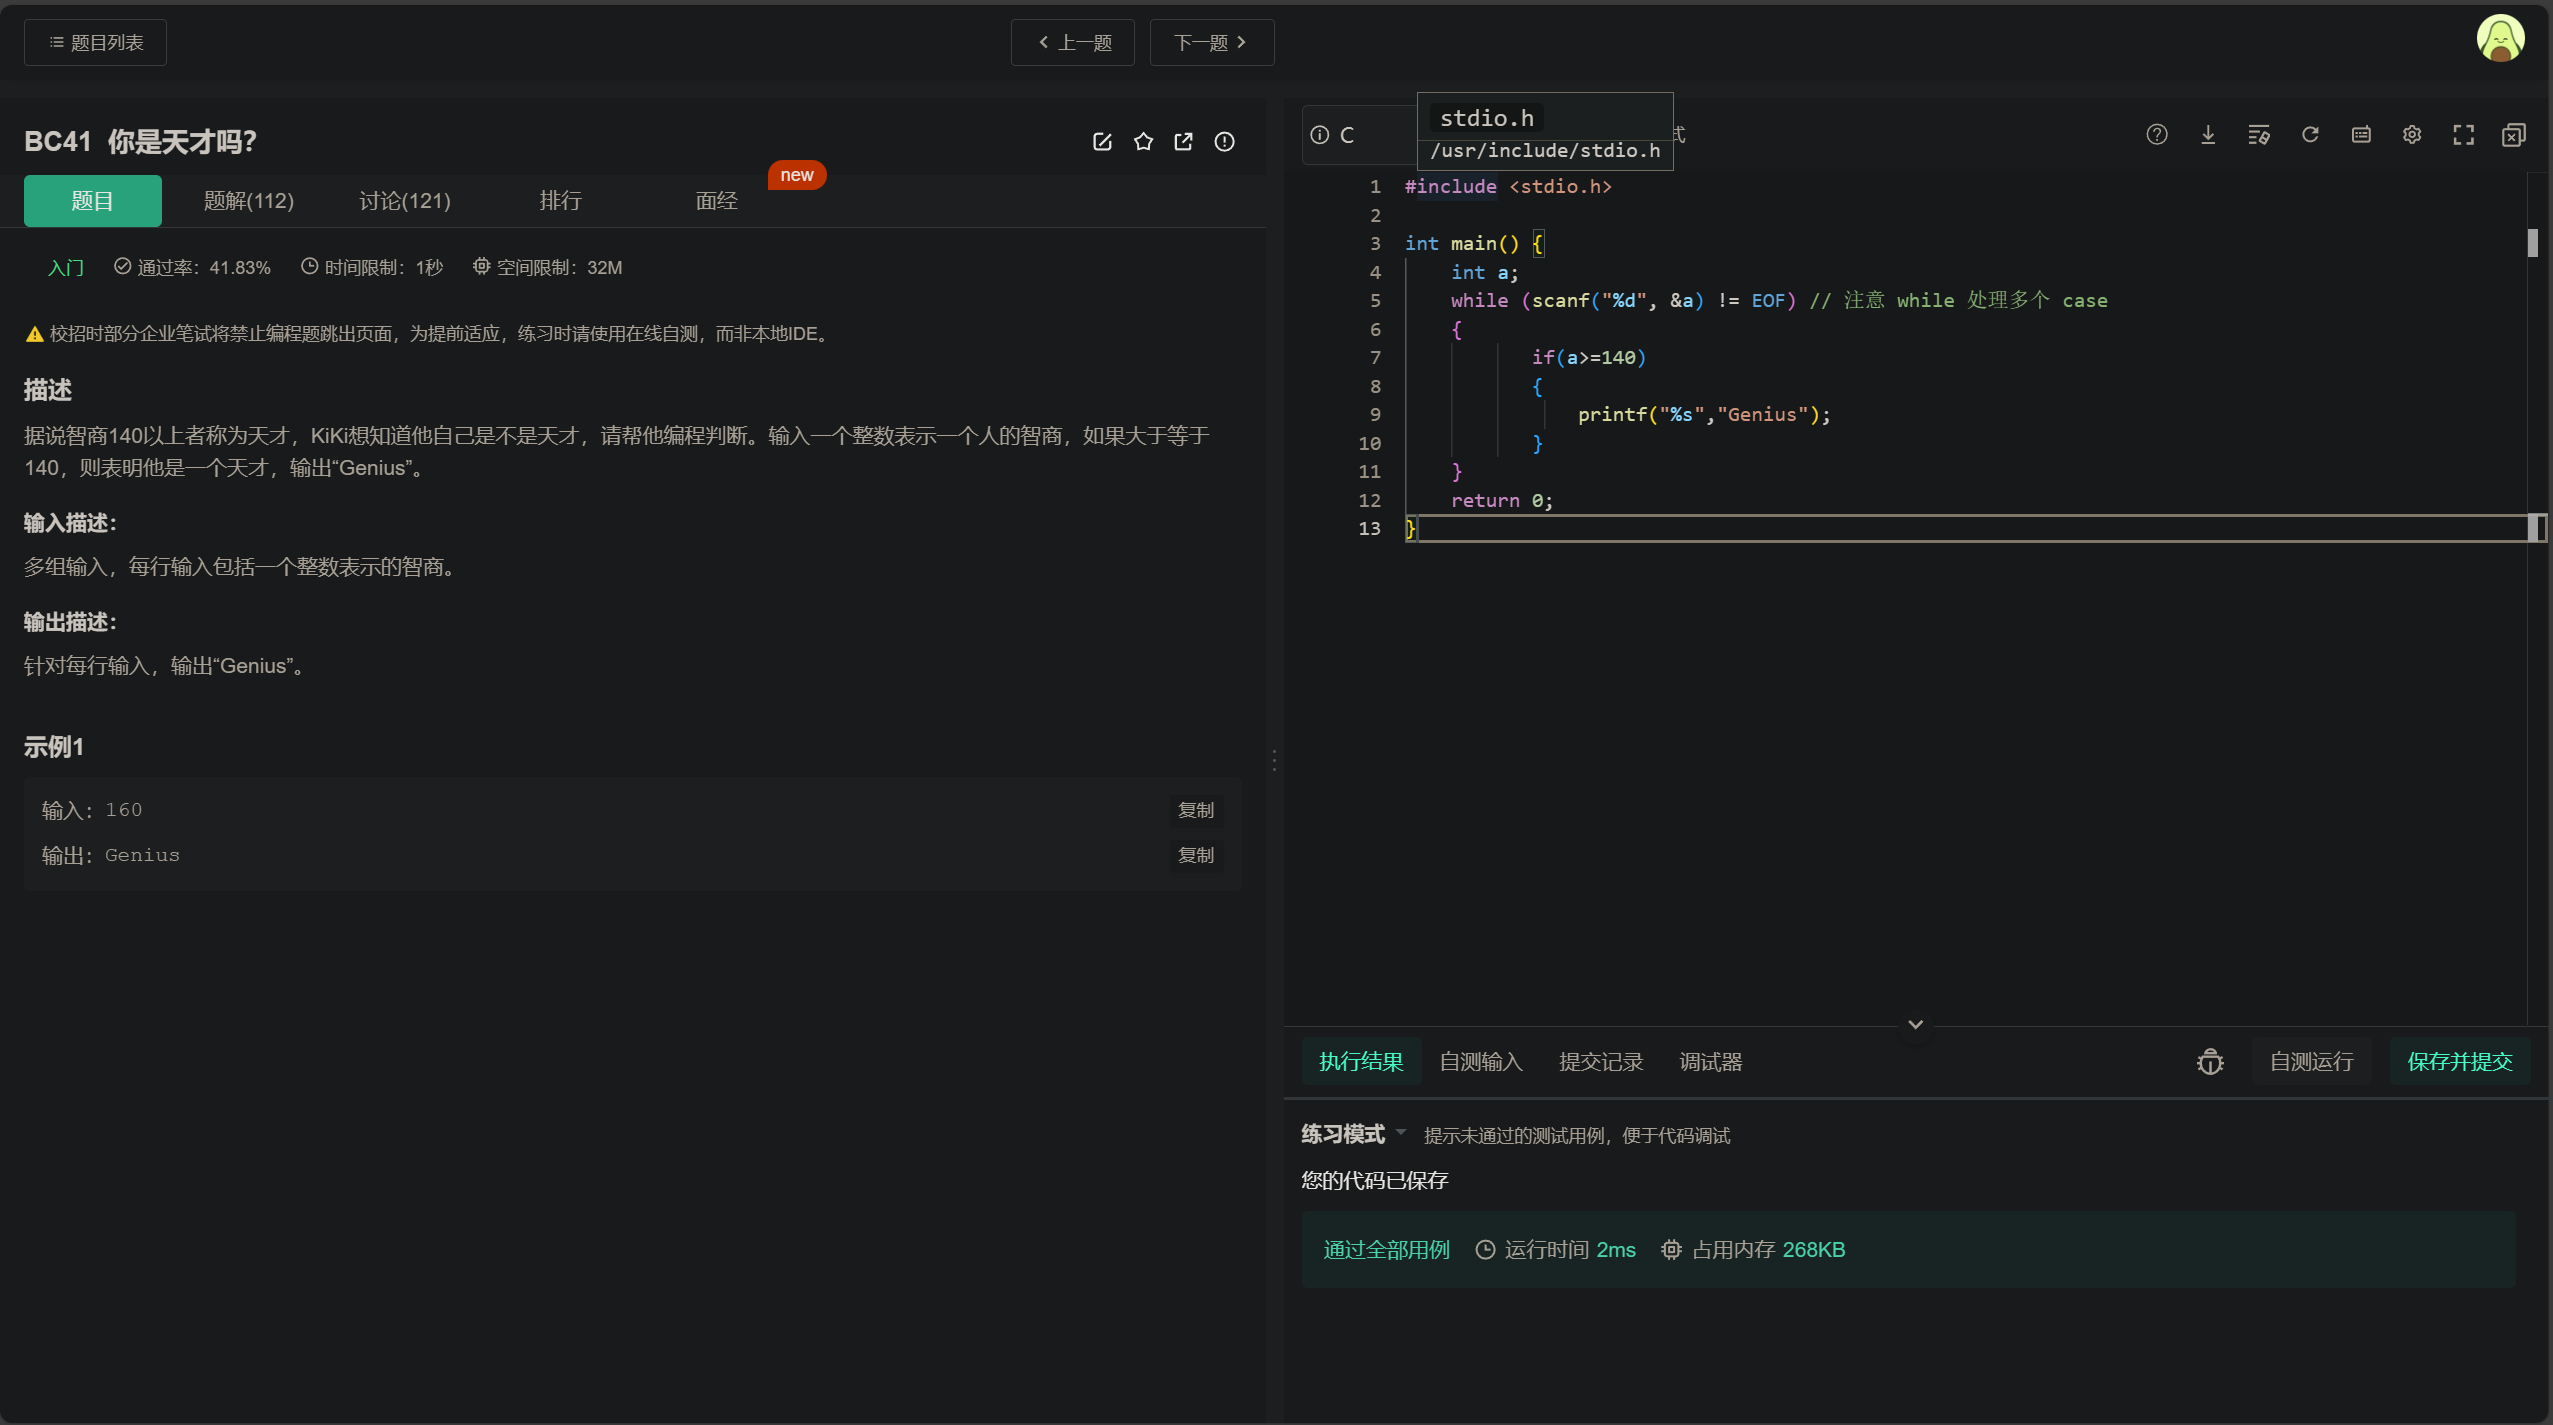 题目列表
上一题
下一题
BC41 你是天才吗？
new
题目
题解(112)
讨论(121)
排行
面经
入门 通过率：41.83% 时间限制：1秒 空间限制：32M
校招时部分企业笔试将禁止编程题跳出页面，为提前适应，练习时请使用在线自测，而非本地IDE。
描述
据说智商140以上者称为天才，KiKi想知道他自己是不是天才，请帮他编程判断。输入一个整数表示一个人的智商，如果大于等于
140，则表明他是一个天才，输出“Genius”。
输入描述：
多组输入，每行输入包括一个整数表示的智商。
输出描述：
针对每行输入，输出“Genius”。
示例1
输入：160
复制
输出：Genius
复制
C
stdio.h
/usr/include/stdio.h
式
1 #include <stdio.h>
2
3 int main() {
4     int a;
5     while (scanf("%d", &a) != EOF) // 注意 while 处理多个 case
6     {
7            if(a>=140)
8            {
9                printf("%s","Genius");
10            }
11     }
12     return 0;
13 }
执行结果
自测输入
提交记录
调试器
自测运行
保存并提交
练习模式 提示未通过的测试用例，便于代码调试
您的代码已保存
通过全部用例 运行时间 2ms 占用内存 268KB